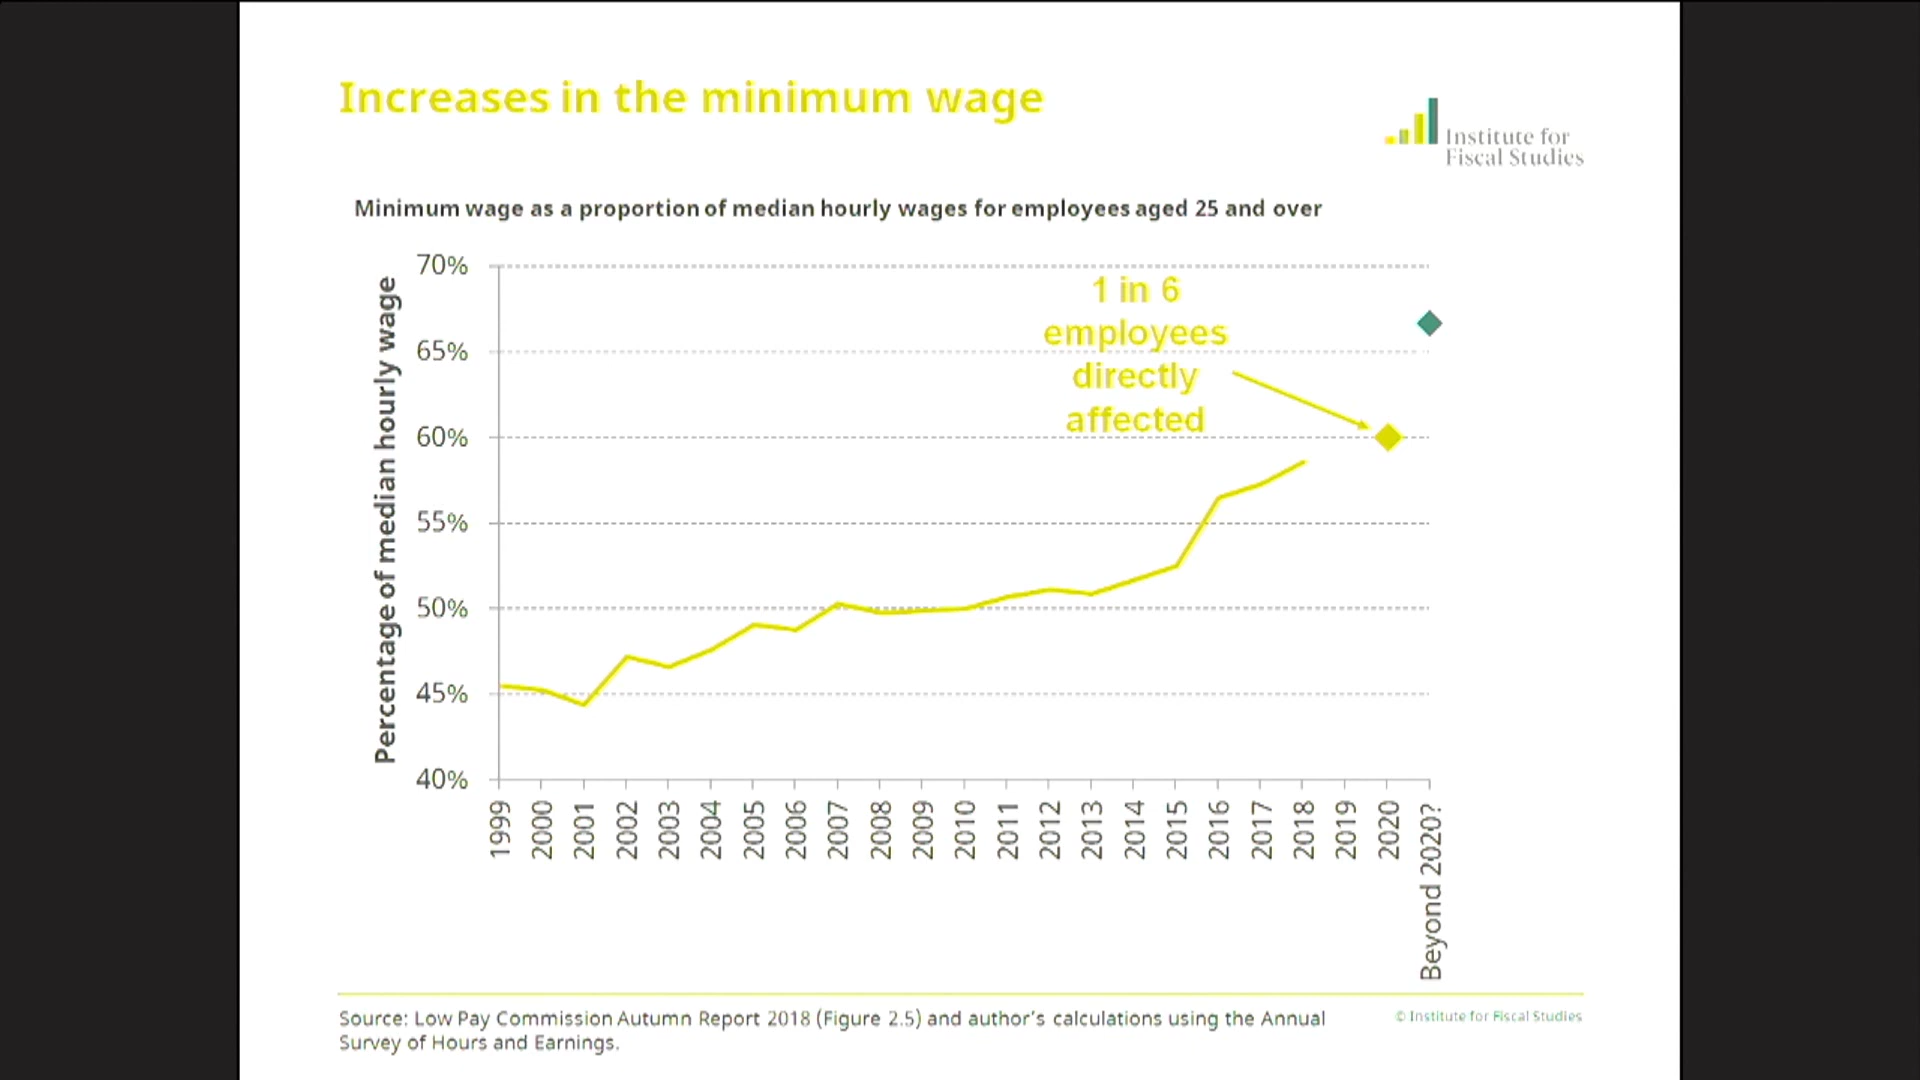 Increases in the minimum wage
Institute for
Fiscal Studies
Minimum wage as a proportion of median hourly wages for employees aged 25 and over
Percentage of median hourly wage
70%
65%
60%
55%
50%
45%
40%
1 in 6
employees
directly
affected
1999
2000
2001
2002
2003
2004
2005
2006
2007
2008
2009
2010
2011
2012
2013
2014
2015
2016
2017
2018
2019
2020
Beyond 2020?
Source: Low Pay Commission Autumn Report 2018 (Figure 2.5) and author's calculations using the Annual
Survey of Hours and Earnings.
© Institute for Fiscal Studies